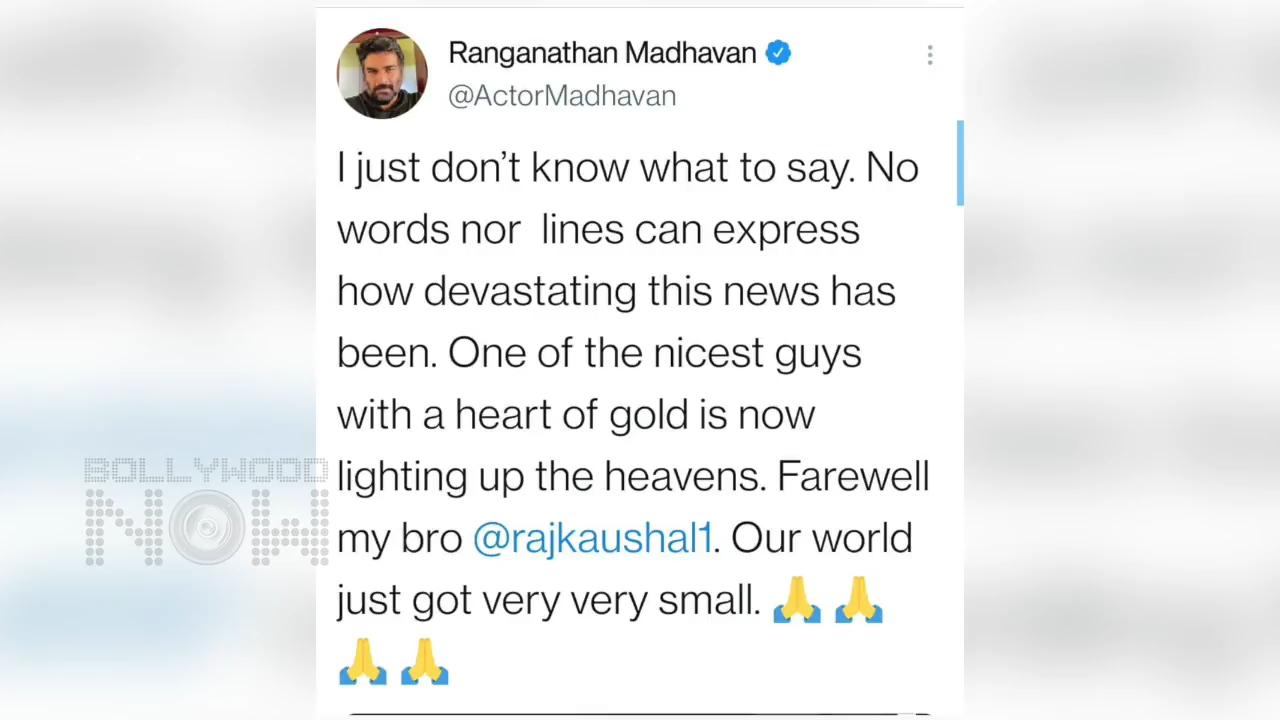 Ranganathan Madhavan
@ActorMadhavan
I just don’t know what to say. No
words nor lines can express
how devastating this news has
been. One of the nicest guys
with a heart of gold is now
lighting up the heavens. Farewell
my bro @rajkaushal1. Our world
just got very very small. 🙏 🙏
🙏 🙏
BOLLYWOOD
NOW